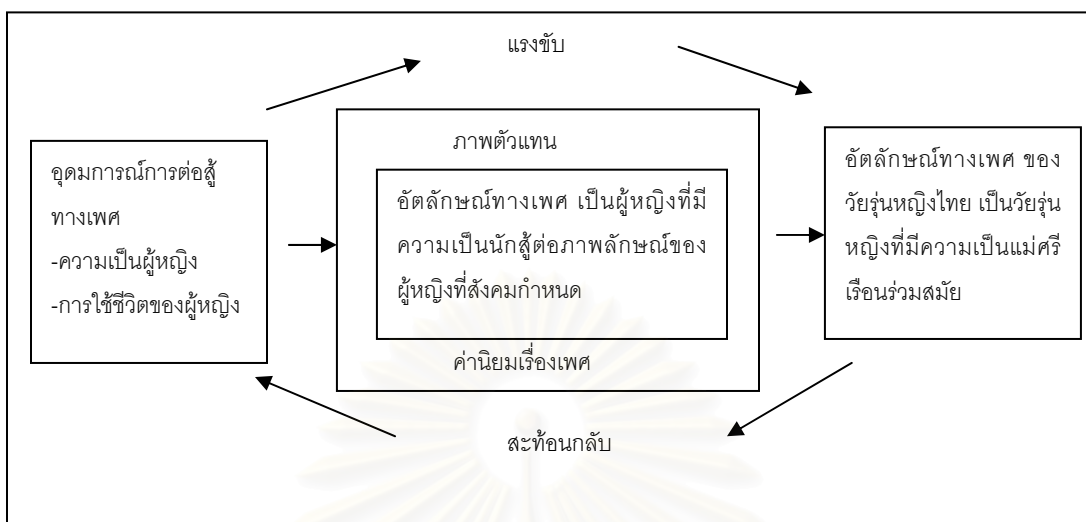 แรงขับ
อุดมการณ์การต่อสู้
ทางเพศ
-ความเป็นผู้หญิง
-การใช้ชีวิตของผู้หญิง
ภาพตัวแทน
อัตลักษณ์ทางเพศ เป็นผู้หญิงที่มี
ความเป็นนักสู้ต่อภาพลักษณ์ของ
ผู้หญิงที่สังคมกำหนด
ค่านิยมเรื่องเพศ
อัตลักษณ์ทางเพศ ของ
วัยรุ่นหญิงไทย เป็นวัยรุ่น
หญิงที่มีความเป็นแม่ศรี
เรือนร่วมสมัย
สะท้อนกลับ